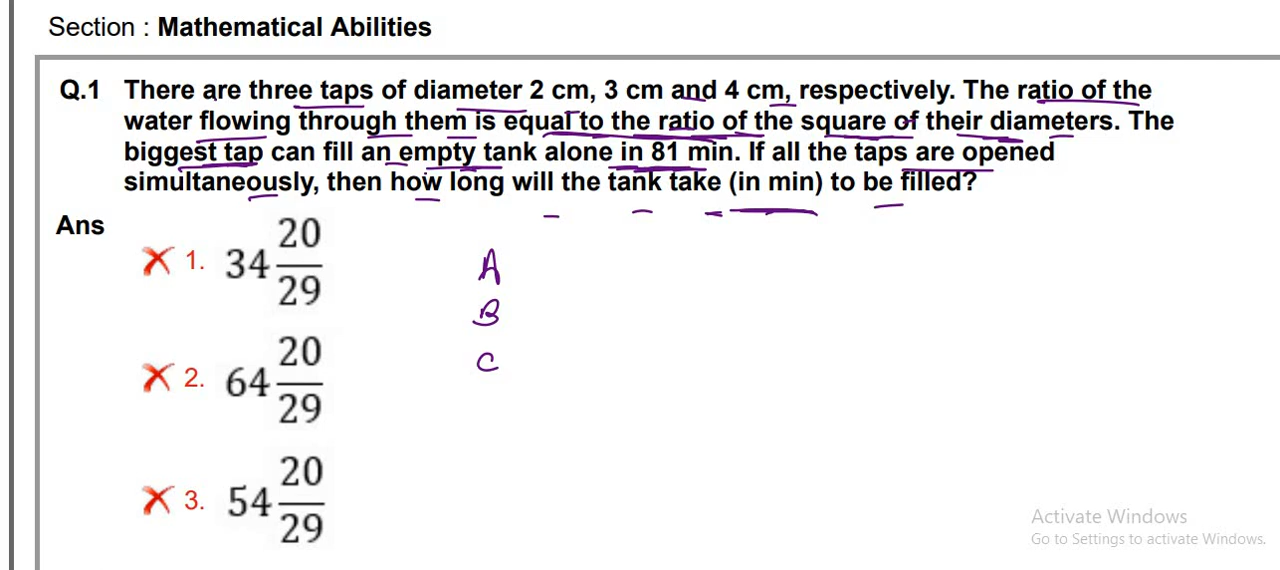 Section : Mathematical Abilities
Q.1 There are three taps of diameter 2 cm, 3 cm and 4 cm, respectively. The ratio of the
water flowing through them is equal to the ratio of the square of their diameters. The
biggest tap can fill an empty tank alone in 81 min. If all the taps are opened
simultaneously, then how long will the tank take (in min) to be filled?
Ans
1. 34 20/29
2. 64 20/29
3. 54 20/29
A
B
C
Activate Windows
Go to Settings to activate Windows.